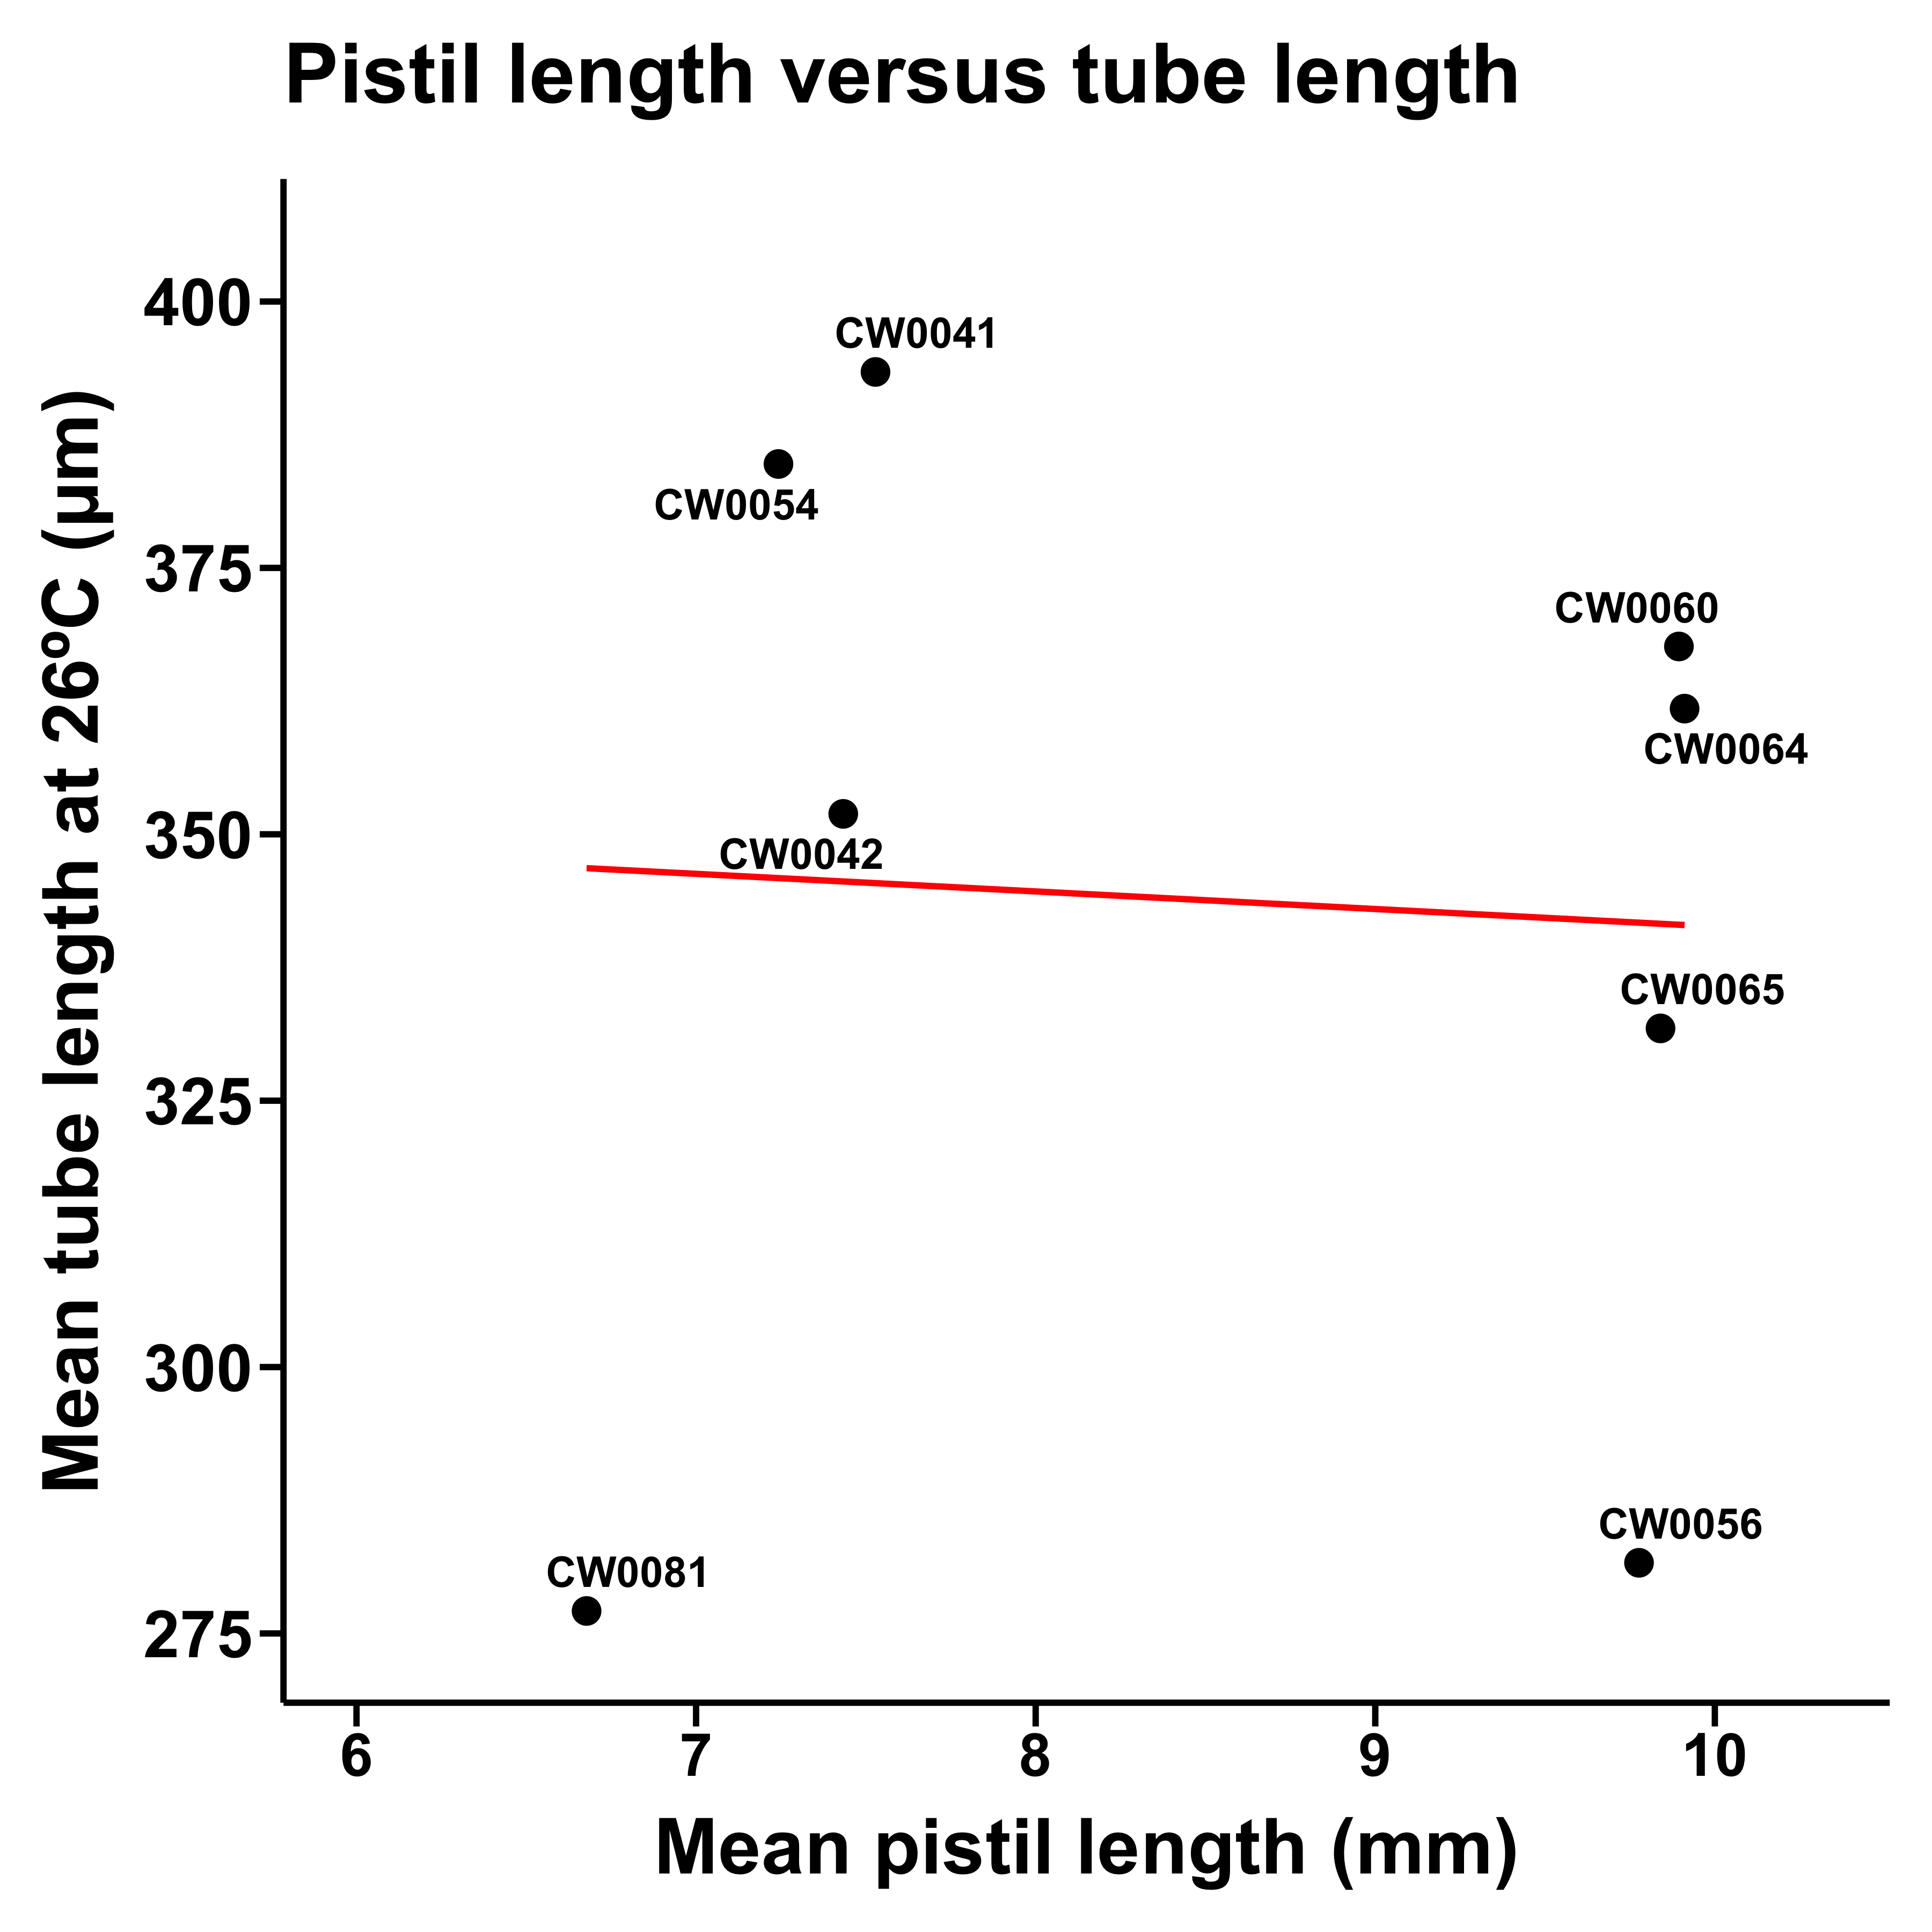 Pistil length versus tube length
Mean tube length at 26ºC (µm)
400
375
350
325
300
275
CW0041
CW0054
CW0060
CW0064
CW0042
CW0065
CW0056
CW0081
6
7
8
9
10
Mean pistil length (mm)